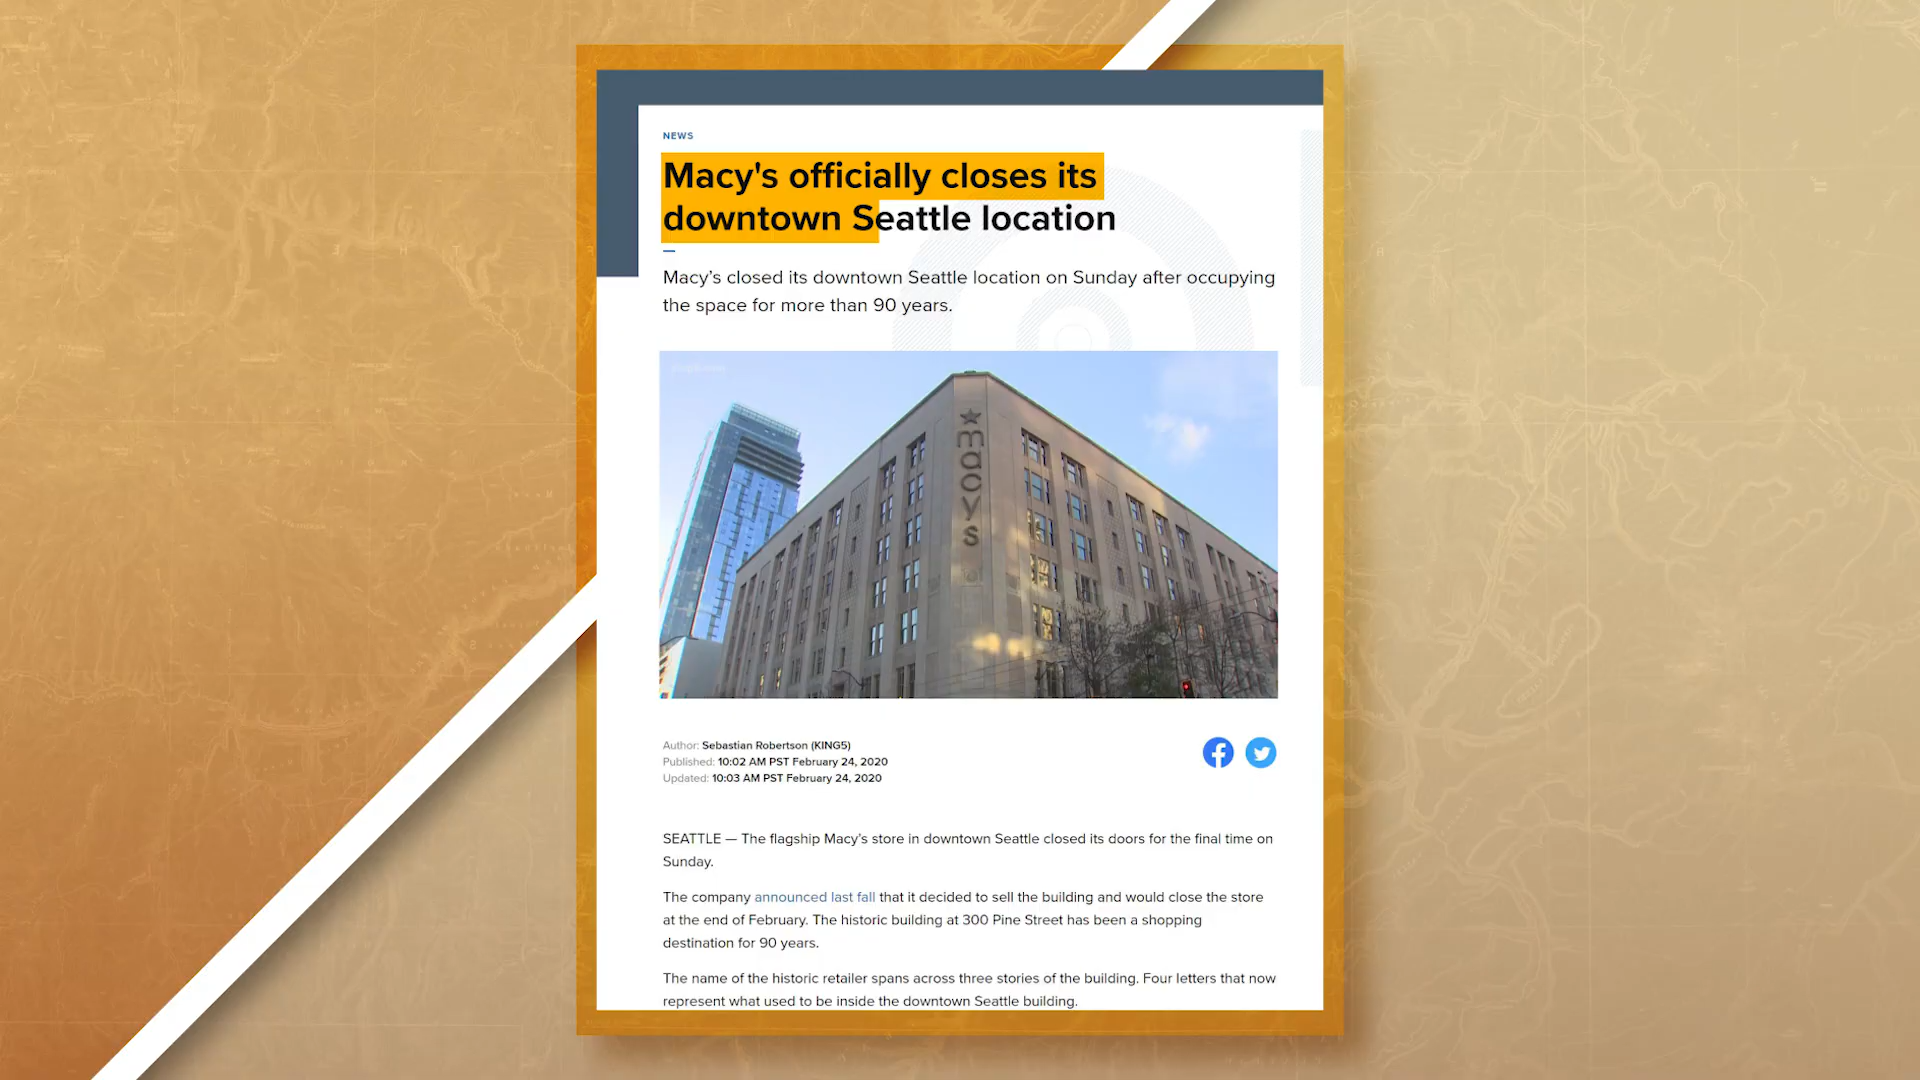 NEWS
Macy's officially closes its
downtown Seattle location
Macy's closed its downtown Seattle location on Sunday after occupying
the space for more than 90 years.
macys
Author: Sebastian Robertson (KING5)
Published: 10:02 AM PST February 24, 2020
Updated: 10:03 AM PST February 24, 2020
SEATTLE — The flagship Macy's store in downtown Seattle closed its doors for the final time on
Sunday.
The company announced last fall that it decided to sell the building and would close the store
at the end of February. The historic building at 300 Pine Street has been a shopping
destination for 90 years.
The name of the historic retailer spans across three stories of the building. Four letters that now
represent what used to be inside the downtown Seattle building.